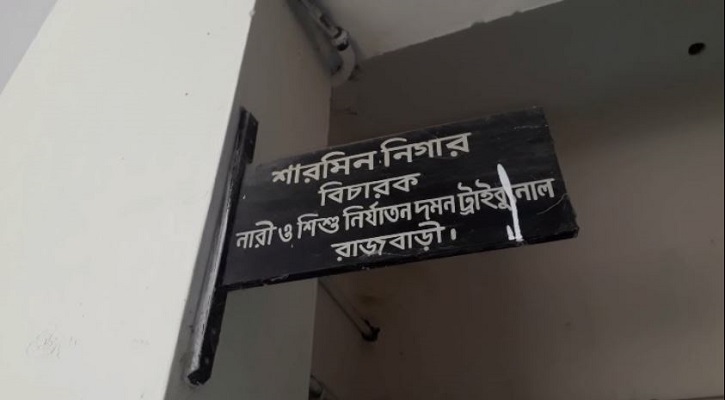 শারমিন নিগার
বিচারক
নারী ও শিশু নির্যাতন দমন ট্রাইব্যুনাল
রাজবাড়ী।